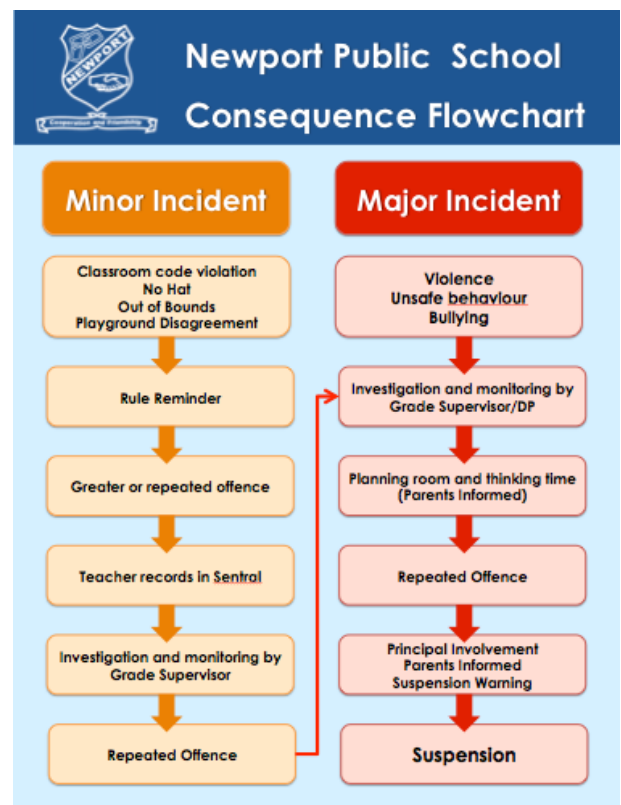 NEWPORT
Cooperation and Friendship
Newport Public School
Consequence Flowchart
Minor Incident
Classroom code violation
No Hat
Out of Bounds
Playground Disagreement
Rule Reminder
Greater or repeated offence
Teacher records in Sentral
Investigation and monitoring by
Grade Supervisor
Repeated Offence
Major Incident
Violence
Unsafe behaviour
Bullying
Investigation and monitoring by
Grade Supervisor/DP
Planning room and thinking time
(Parents Informed)
Repeated Offence
Principal Involvement
Parents Informed
Suspension Warning
Suspension